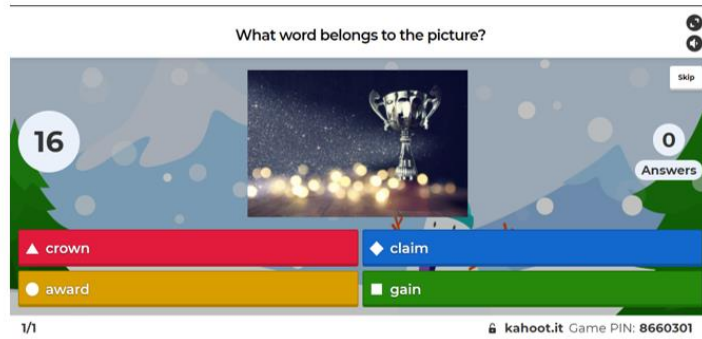 What word belongs to the picture?
Skip
16
0
Answers
crown
claim
award
gain
1/1
kahoot.it Game PIN: 8660301